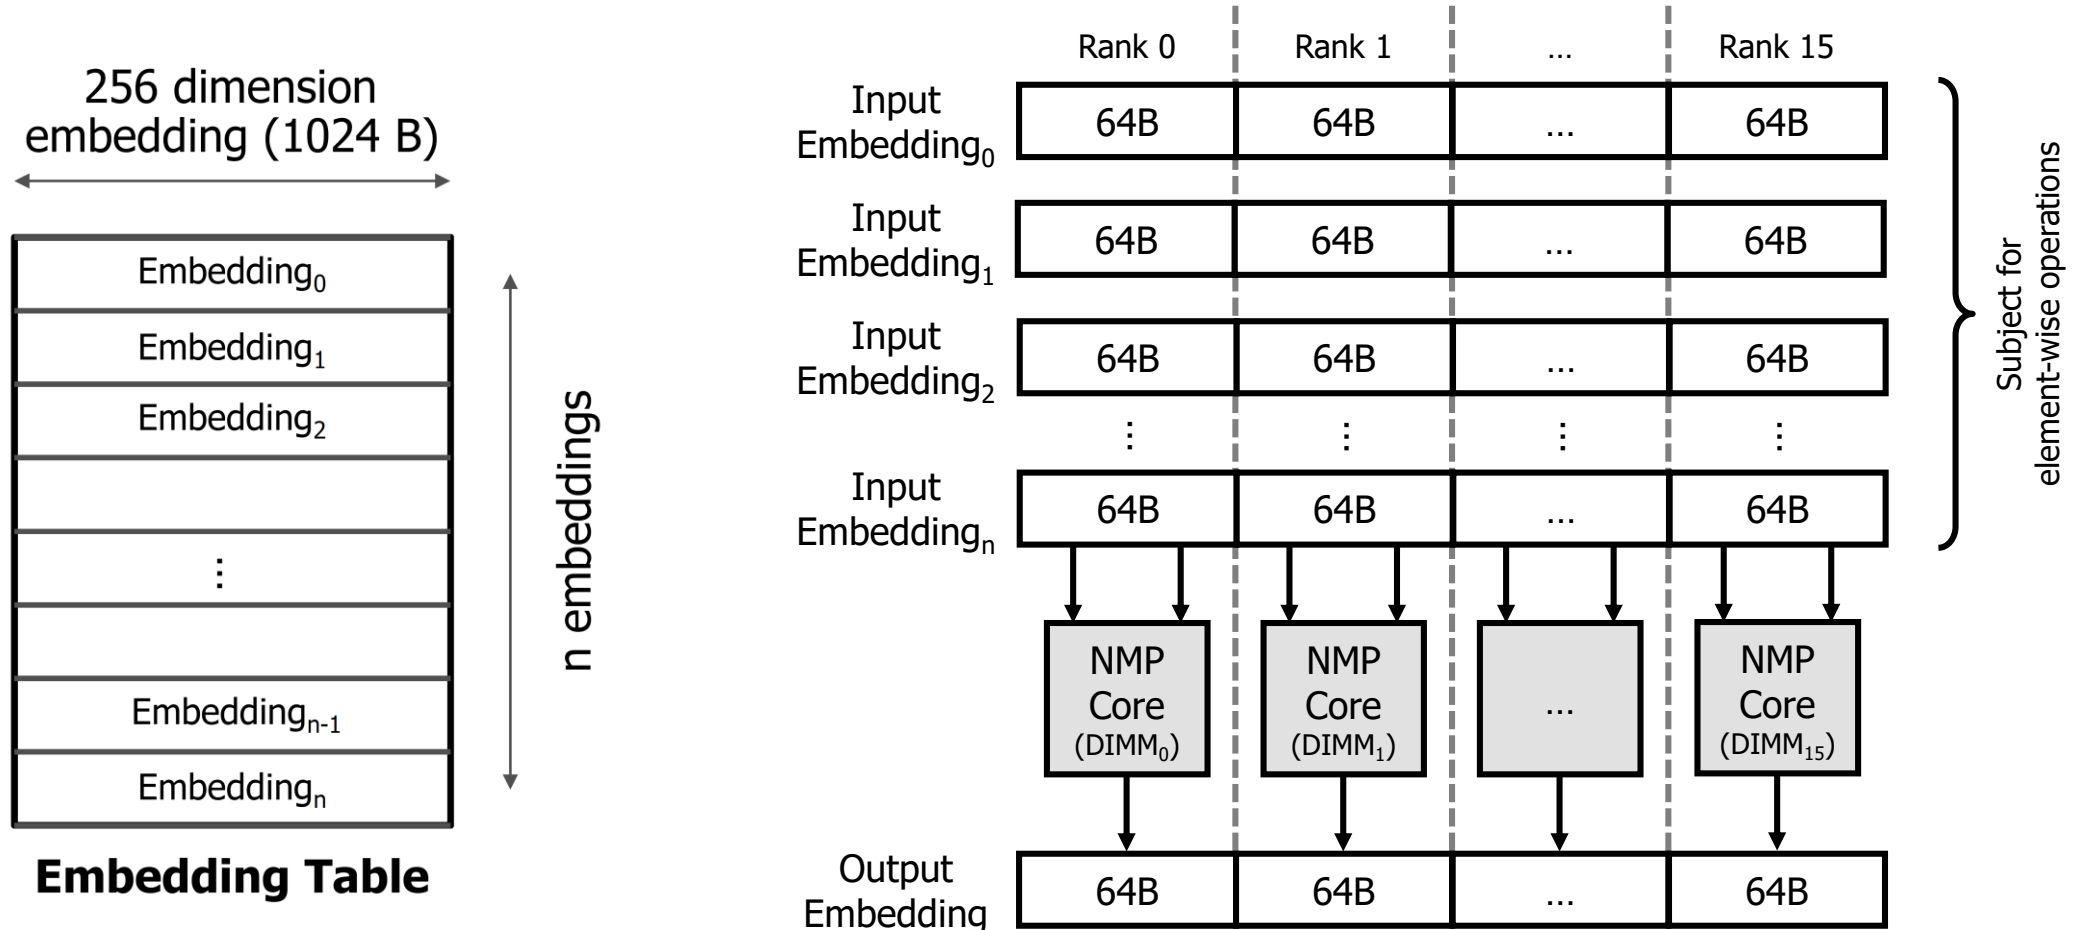 256 dimension
embedding (1024 B)
Embedding0
Embedding1
Embedding2
⋮
Embeddingn-1
Embeddingn
n embeddings
Embedding Table
Rank 0 Rank 1 ... Rank 15
Input
Embedding0
64B 64B ... 64B
Input
Embedding1
64B 64B ... 64B
Input
Embedding2
64B 64B ... 64B
⋮ ⋮ ⋮ ⋮
Input
Embeddingn
64B 64B ... 64B
Subject for
element-wise operations
NMP
Core
(DIMM0)
NMP
Core
(DIMM1)
...
NMP
Core
(DIMM15)
Output
Embedding
64B 64B ... 64B